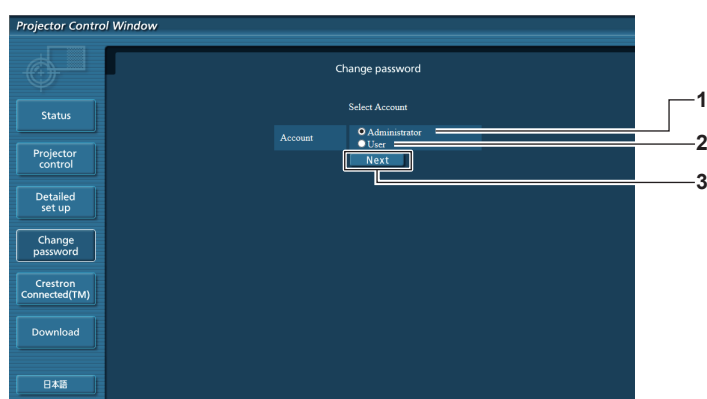 Projector Control Window
Change password
Select Account
Account
Administrator
User
Next
1
2
3
Status
Projector
control
Detailed
set up
Change
password
Crestron
Connected(TM)
Download
日本語